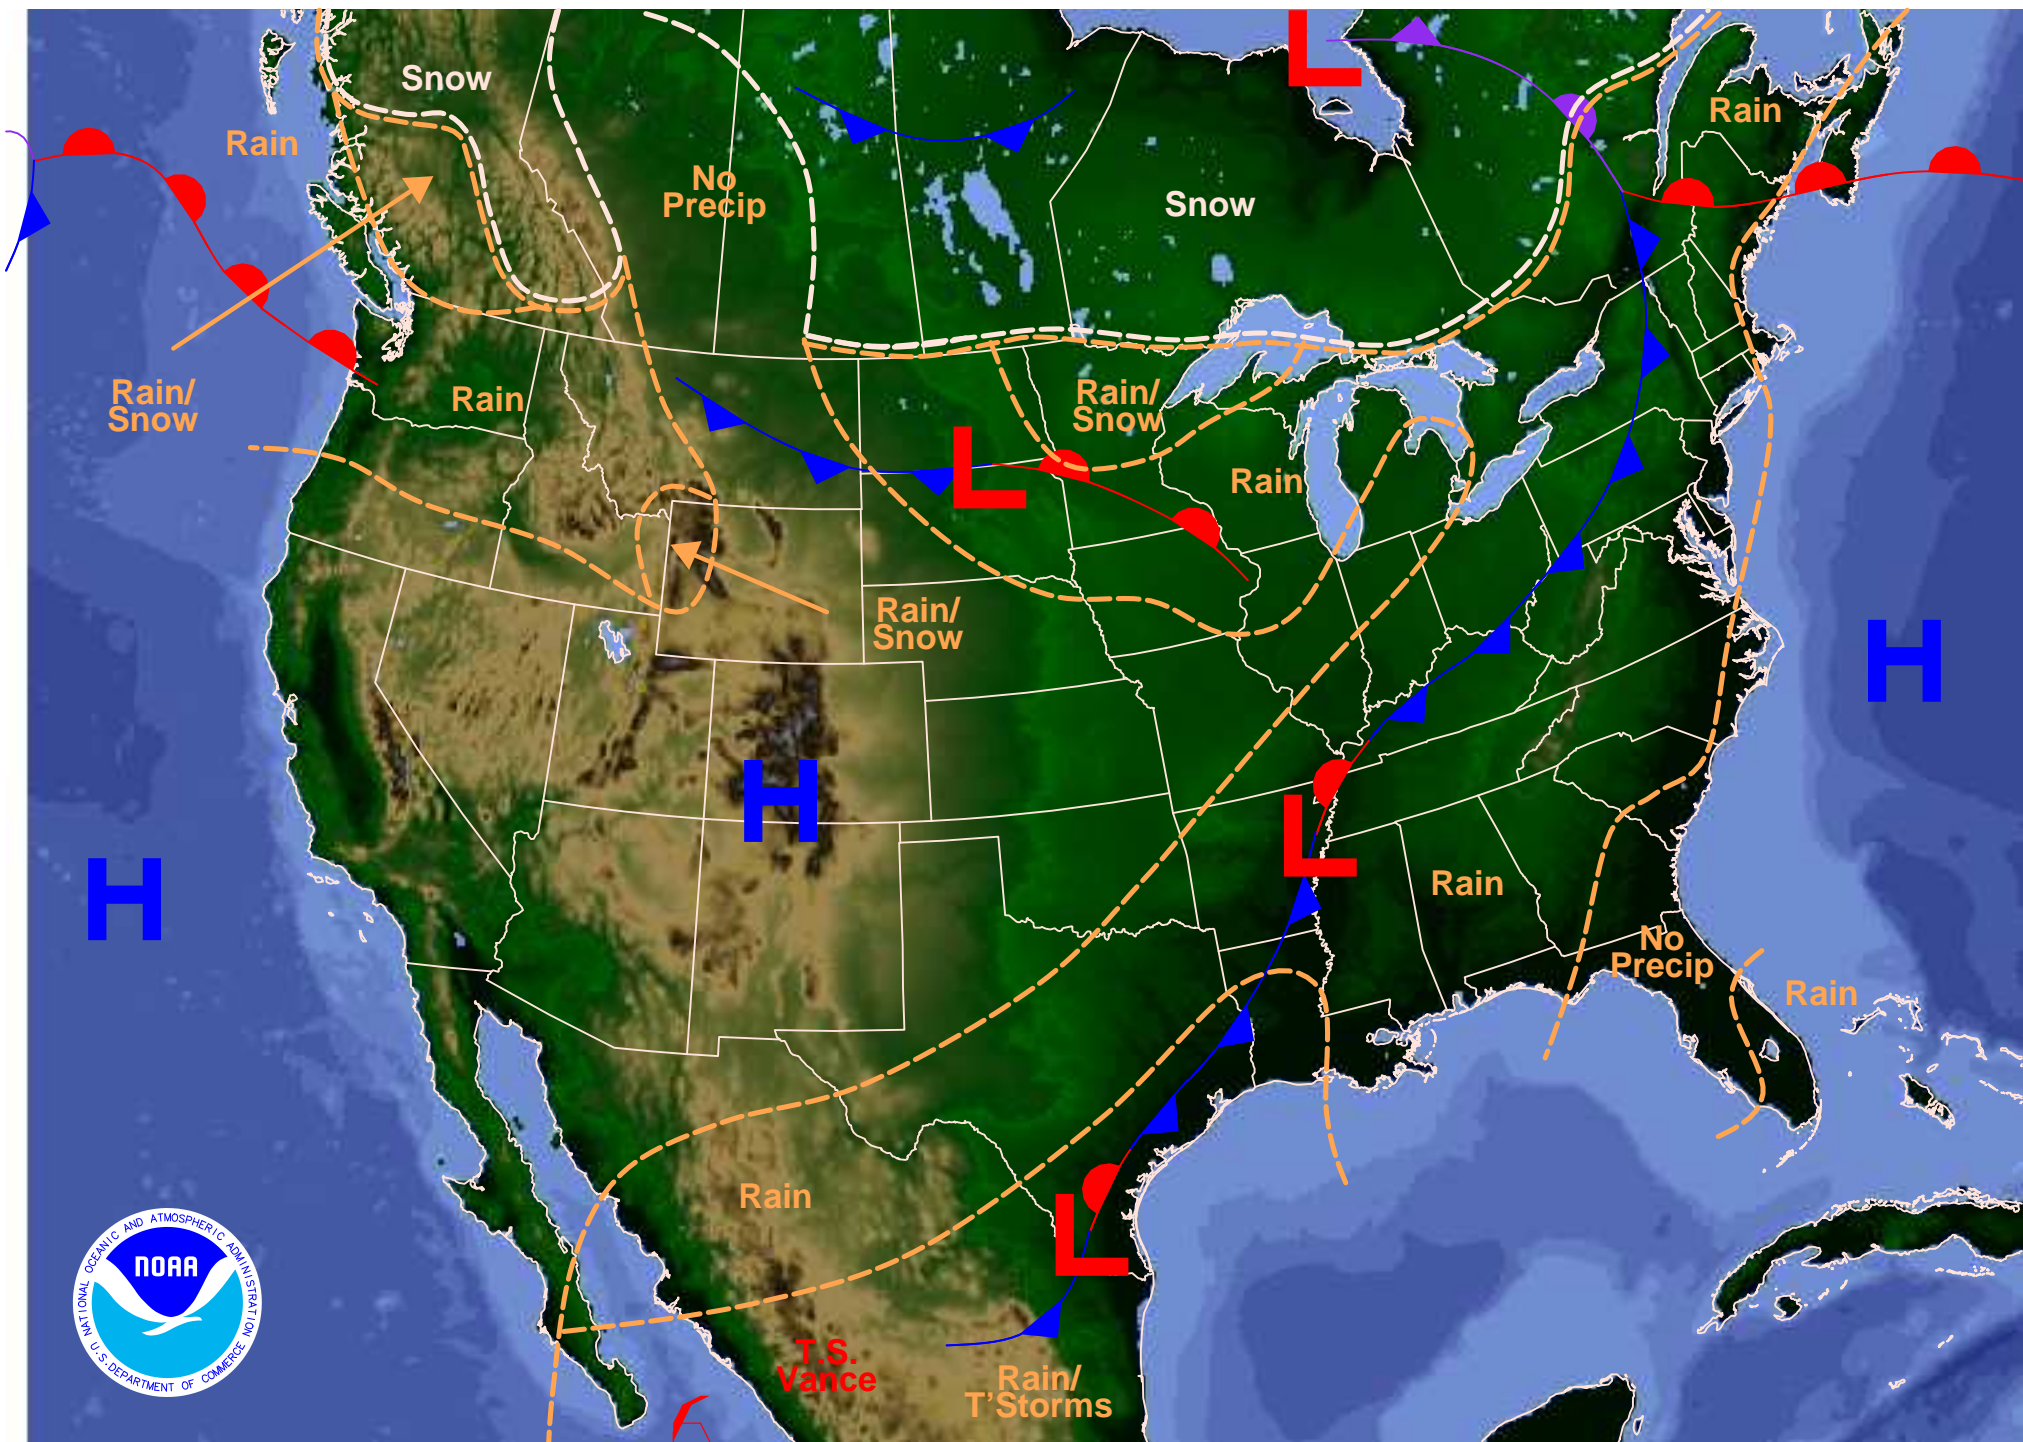 L
Snow
Rain
Rain
No
Precip
Snow
Rain/
Snow
Rain
Rain/
Snow
L
Rain
Rain/
Snow
H
H
L
H
Rain
No
Precip
Rain
Rain
L
T.S.
Vance
Rain/
T'Storms
NATIONAL OCEANIC AND ATMOSPHERIC ADMINISTRATION
NOAA
U.S. DEPARTMENT OF COMMERCE